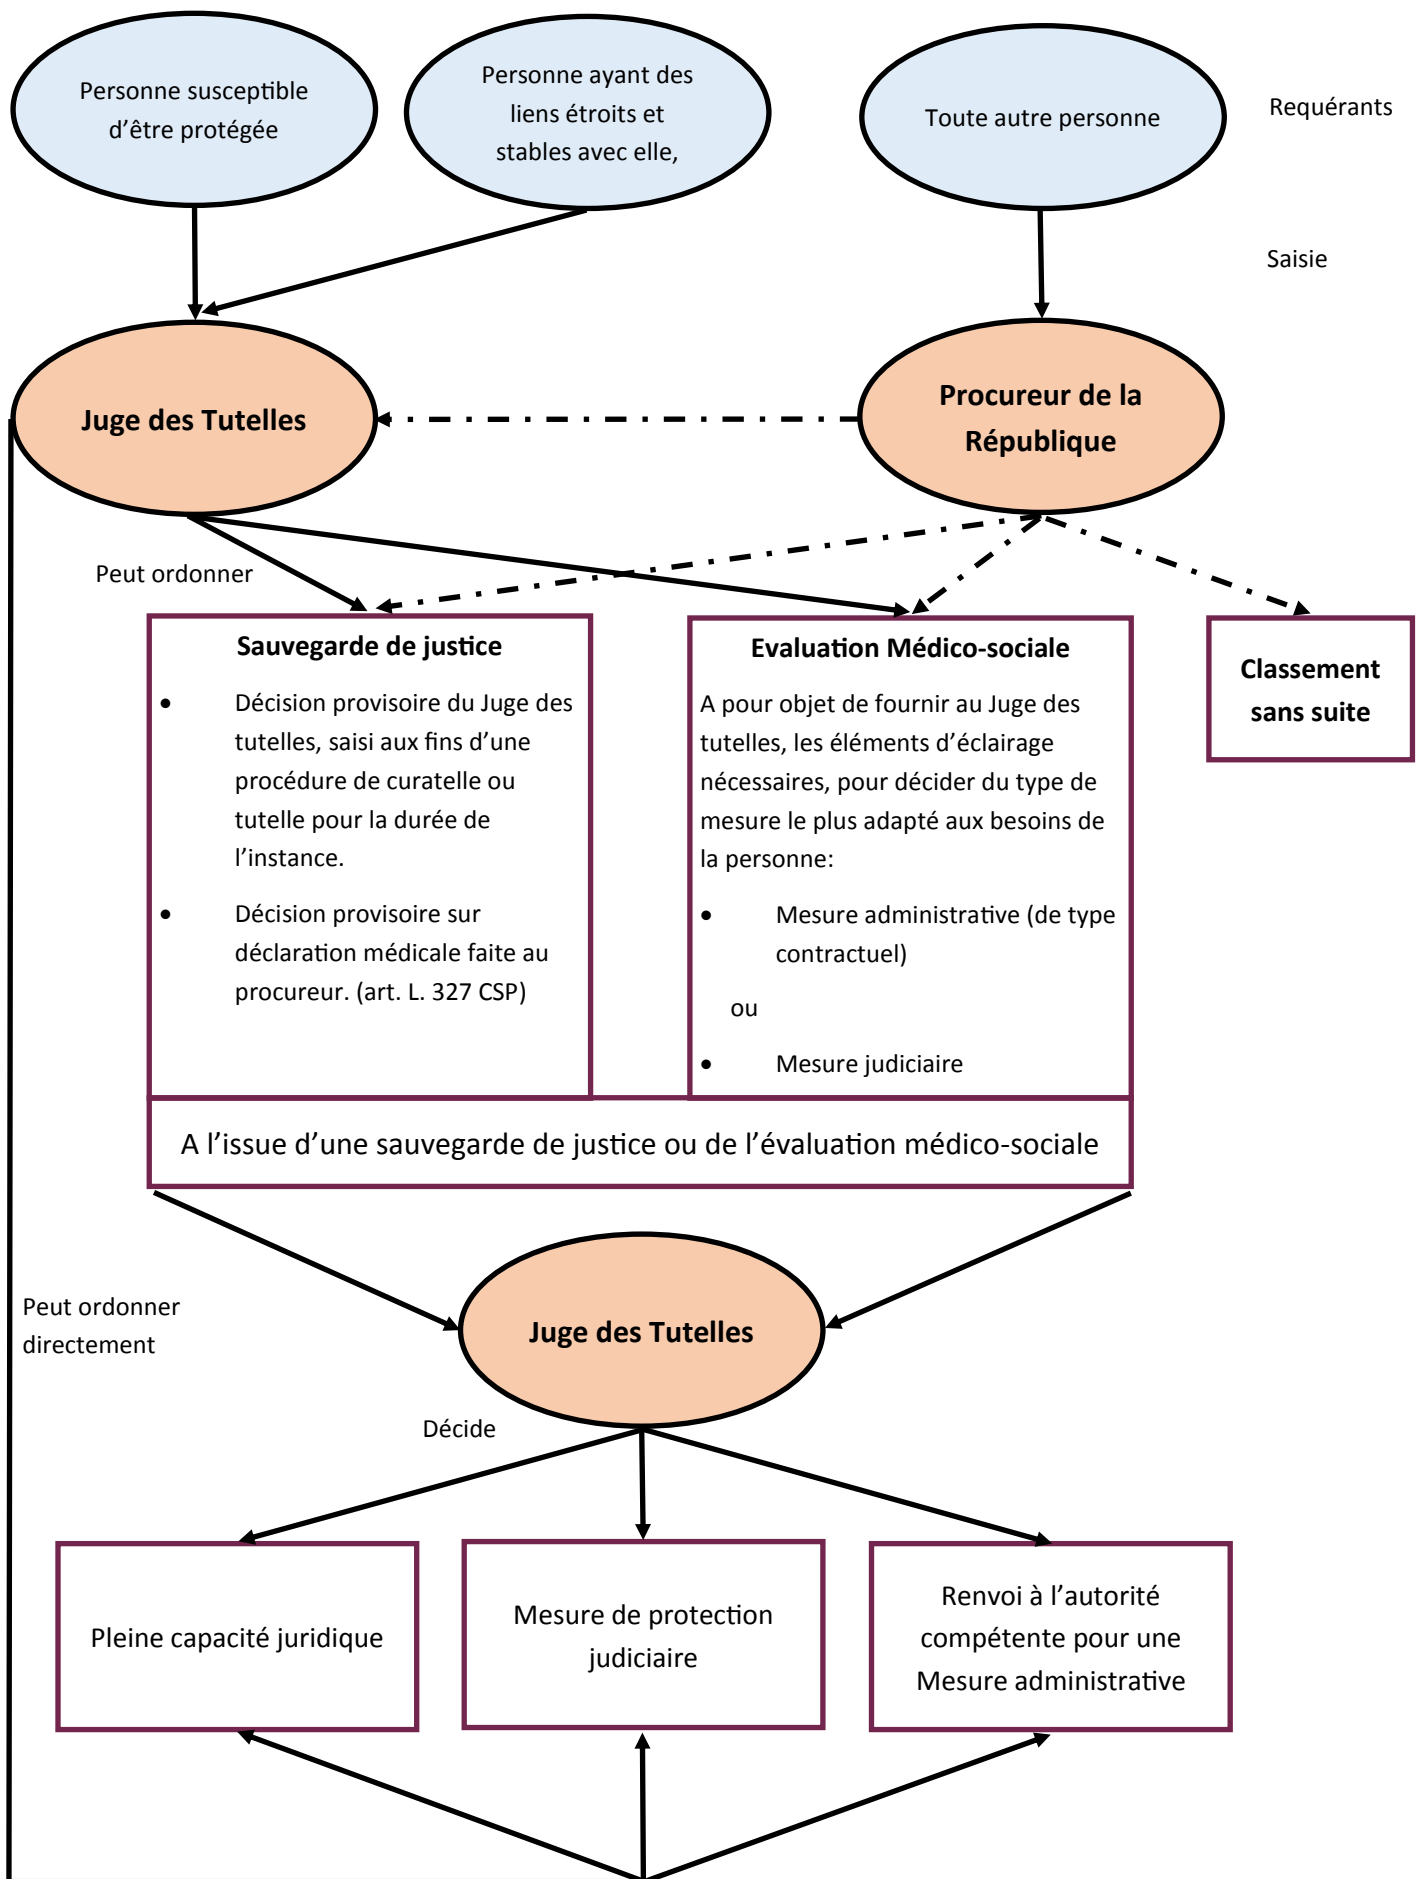 Personne susceptible
d’être protégée
Personne ayant des
liens étroits et
stables avec elle,
Toute autre personne
Requérants
Saisie
Juge des Tutelles
Procureur de la
République
Peut ordonner
Sauvegarde de justice
• Décision provisoire du Juge des
tutelles, saisi aux fins d’une
procédure de curatelle ou
tutelle pour la durée de
l’instance.
• Décision provisoire sur
déclaration médicale faite au
procureur. (art. L. 327 CSP)
Evaluation Médico-sociale
A pour objet de fournir au Juge des
tutelles, les éléments d’éclairage
nécessaires, pour décider du type de
mesure le plus adapté aux besoins de
la personne:
• Mesure administrative (de type
contractuel)
ou
• Mesure judiciaire
Classement
sans suite
A l’issue d’une sauvegarde de justice ou de l’évaluation médico-sociale
Peut ordonner
directement
Juge des Tutelles
Décide
Pleine capacité juridique
Mesure de protection
judiciaire
Renvoi à l’autorité
compétente pour une
Mesure administrative